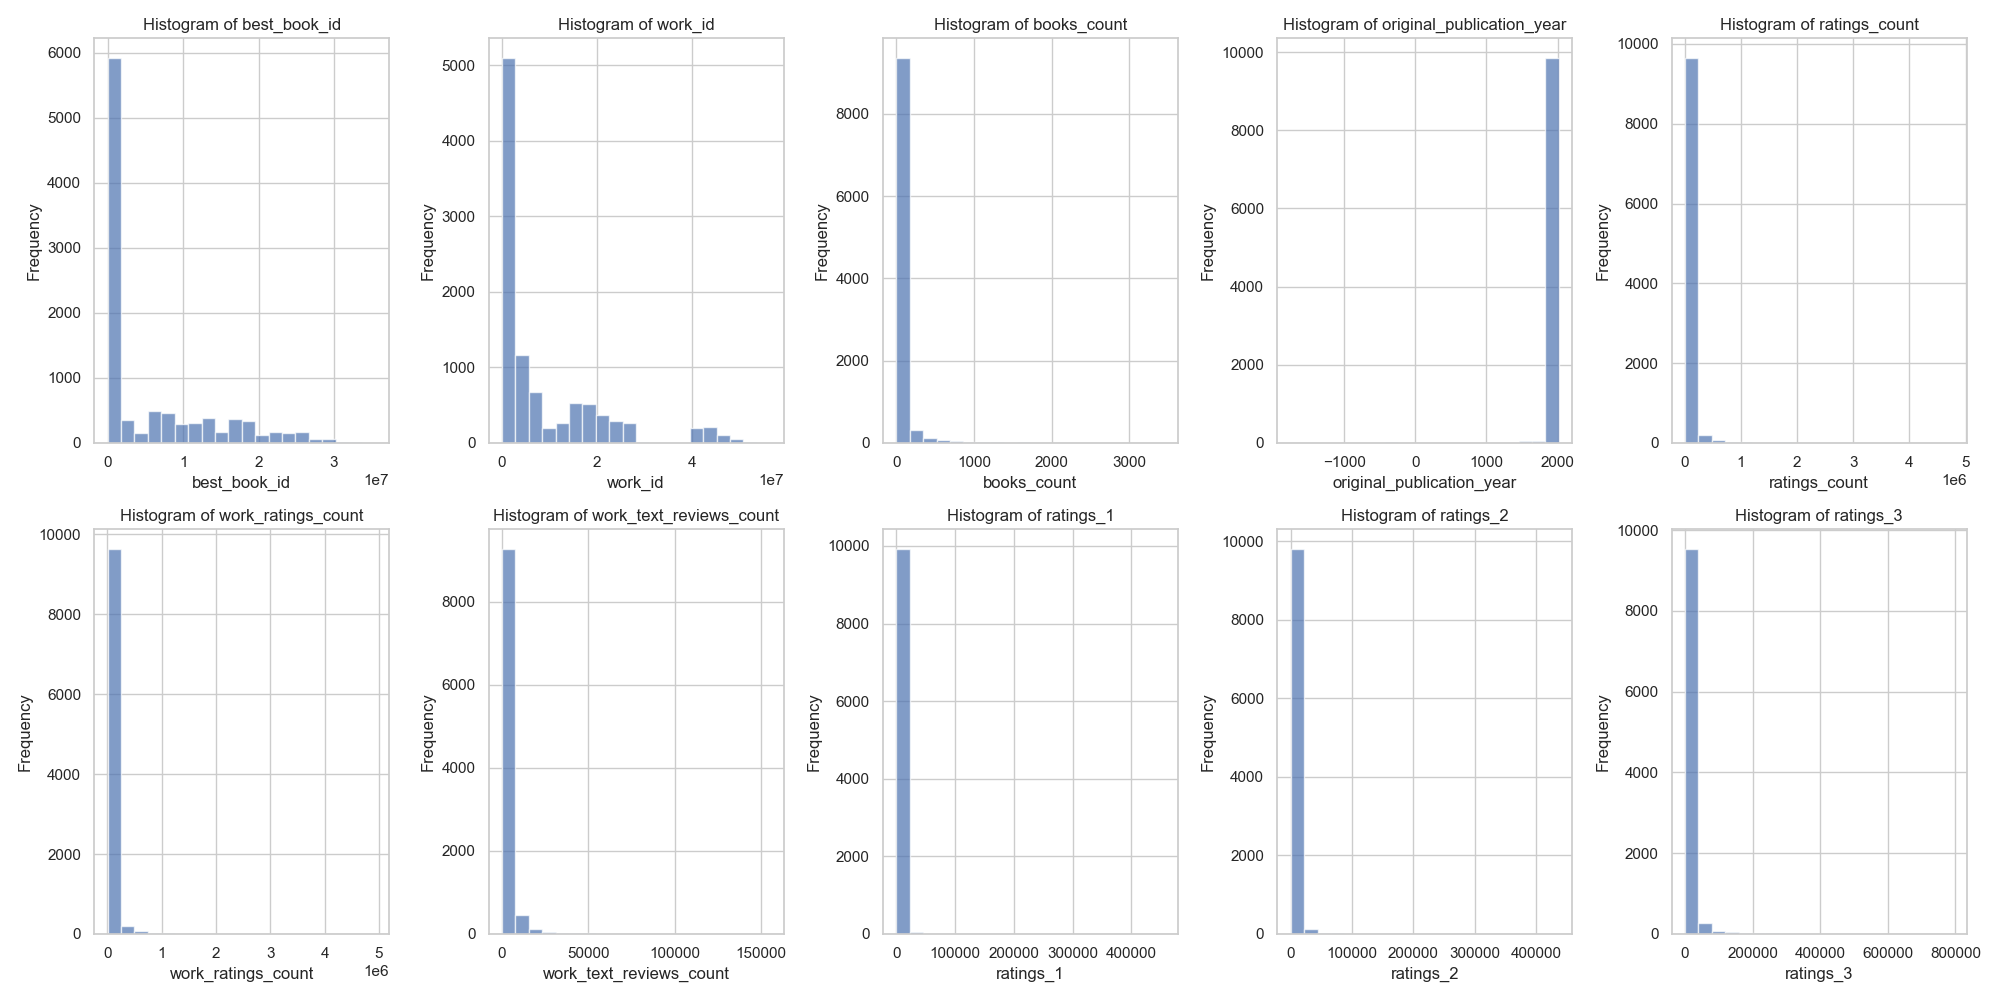 Histogram of best_book_id
6000
5000
4000
3000
2000
1000
0
Frequency
0 1 2 3
1e7
best_book_id
Histogram of work_id
5000
4000
3000
2000
1000
0
Frequency
0 2 4
1e7
work_id
Histogram of books_count
8000
6000
4000
2000
0
Frequency
0 1000 2000 3000
books_count
Histogram of original_publication_year
10000
8000
6000
4000
2000
0
Frequency
−1000 0 1000 2000
original_publication_year
Histogram of ratings_count
10000
8000
6000
4000
2000
0
Frequency
0 1 2 3 4 5
1e6
ratings_count
Histogram of work_ratings_count
10000
8000
6000
4000
2000
0
Frequency
0 1 2 3 4 5
1e6
work_ratings_count
Histogram of work_text_reviews_count
8000
6000
4000
2000
0
Frequency
0 50000 100000 150000
work_text_reviews_count
Histogram of ratings_1
10000
8000
6000
4000
2000
0
Frequency
0 100000 200000 300000 400000
ratings_1
Histogram of ratings_2
10000
8000
6000
4000
2000
0
Frequency
0 100000 200000 300000 400000
ratings_2
Histogram of ratings_3
10000
8000
6000
4000
2000
0
Frequency
0 200000 400000 600000 800000
ratings_3